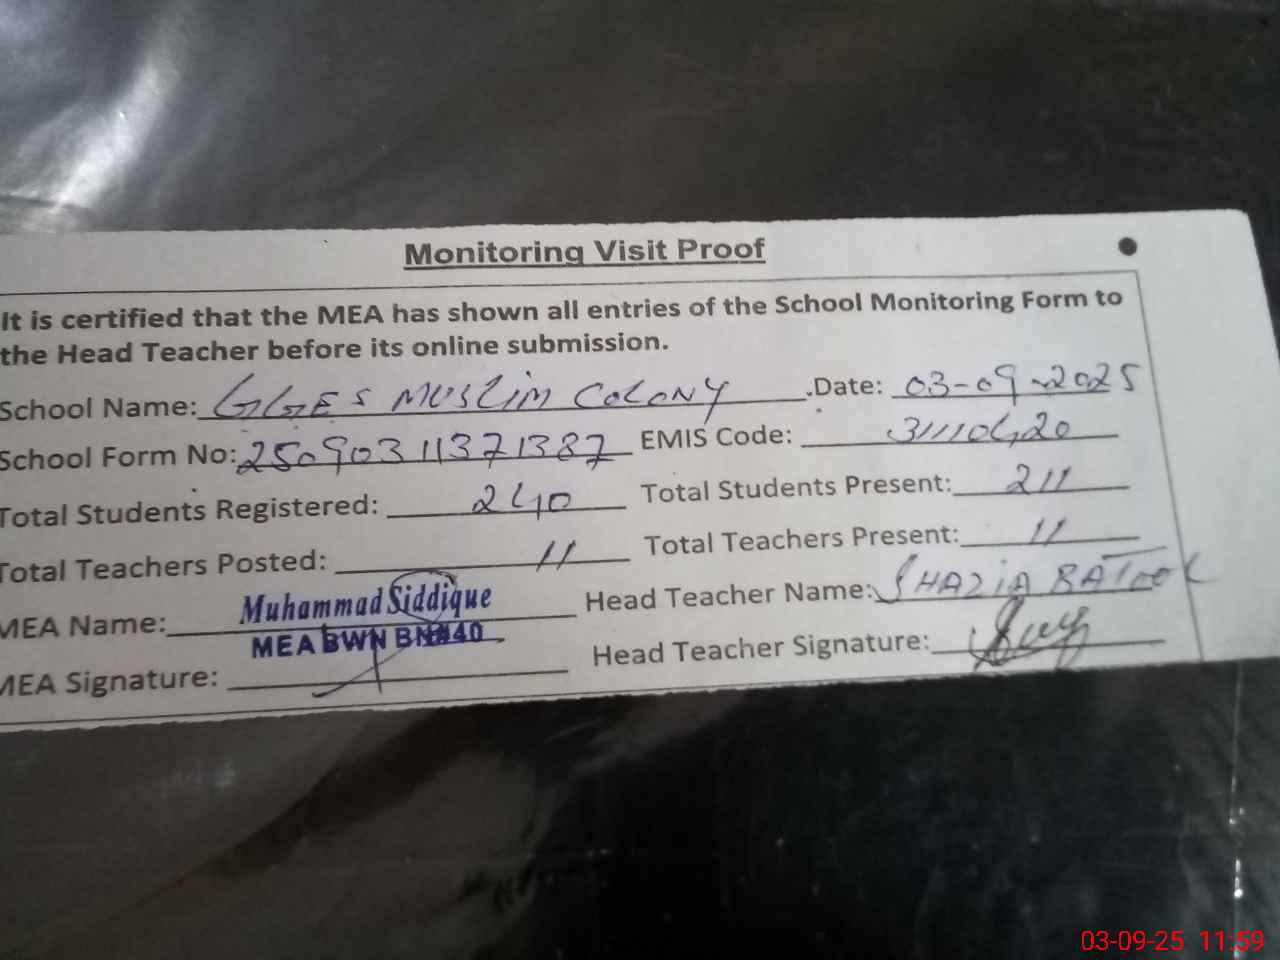 Monitoring Visit Proof
It is certified that the MEA has shown all entries of the School Monitoring Form to
the Head Teacher before its online submission.
School Name: GGES MUSLIM COLONY .Date: 03-09-2025
School Form No: 25090311371387 EMIS Code: 31110420
Total Students Registered: 240 Total Students Present: 211
Total Teachers Posted: 11 Total Teachers Present: 11
MEA Name: Muhammad Siddique Head Teacher Name: SHAZIA BATOOL
MEA BWN
MEA Signature: Head Teacher Signature:
03-09-25 11:59